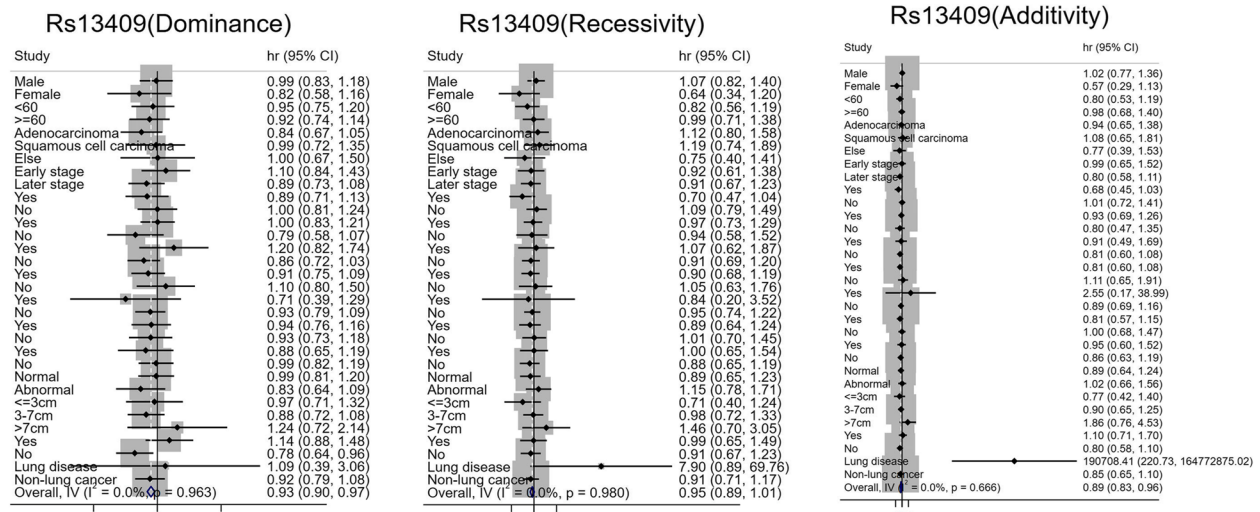 Rs13409(Dominance)
Study hr (95% CI)
Male 0.99 (0.83, 1.18)
Female 0.82 (0.58, 1.16)
<60 0.95 (0.75, 1.20)
>=60 0.92 (0.74, 1.14)
Adenocarcinoma 0.84 (0.67, 1.05)
Squamous cell carcinoma 0.99 (0.72, 1.35)
Else 1.00 (0.67, 1.50)
Early stage 1.10 (0.84, 1.43)
Later stage 0.89 (0.73, 1.08)
Yes 0.89 (0.71, 1.13)
No 1.00 (0.81, 1.24)
Yes 1.00 (0.83, 1.21)
No 0.79 (0.58, 1.07)
Yes 1.20 (0.82, 1.74)
No 0.86 (0.72, 1.03)
Yes 0.91 (0.75, 1.09)
No 1.10 (0.80, 1.50)
Yes 0.71 (0.39, 1.29)
No 0.93 (0.79, 1.09)
Yes 0.94 (0.76, 1.16)
No 0.93 (0.73, 1.18)
Yes 0.88 (0.65, 1.19)
No 0.99 (0.82, 1.19)
Normal 0.99 (0.81, 1.20)
Abnormal 0.83 (0.64, 1.09)
<=3cm 0.97 (0.71, 1.32)
3-7cm 0.88 (0.72, 1.08)
>7cm 1.24 (0.72, 2.14)
Yes 1.14 (0.88, 1.48)
No 0.78 (0.64, 0.96)
Lung disease 1.09 (0.39, 3.06)
Non-lung cancer 0.92 (0.79, 1.08)
Overall, IV (I² = 0.0%, p = 0.963) 0.93 (0.90, 0.97)
Rs13409(Recessivity)
Study hr (95% CI)
Male 1.07 (0.82, 1.40)
Female 0.64 (0.34, 1.20)
<60 0.82 (0.56, 1.19)
>=60 0.99 (0.71, 1.38)
Adenocarcinoma 1.12 (0.80, 1.58)
Squamous cell carcinoma 1.19 (0.74, 1.89)
Else 0.75 (0.40, 1.41)
Early stage 0.92 (0.61, 1.38)
Later stage 0.91 (0.67, 1.23)
Yes 0.70 (0.47, 1.04)
No 1.09 (0.79, 1.49)
Yes 0.97 (0.73, 1.29)
No 0.94 (0.58, 1.52)
Yes 1.07 (0.62, 1.87)
No 0.91 (0.69, 1.20)
Yes 0.90 (0.68, 1.19)
No 1.05 (0.63, 1.76)
Yes 0.84 (0.20, 3.52)
No 0.95 (0.74, 1.22)
Yes 0.89 (0.64, 1.24)
No 1.01 (0.70, 1.45)
Yes 1.00 (0.65, 1.54)
No 0.88 (0.65, 1.19)
Normal 0.89 (0.65, 1.23)
Abnormal 1.15 (0.78, 1.71)
<=3cm 0.71 (0.40, 1.24)
3-7cm 0.98 (0.72, 1.33)
>7cm 1.46 (0.70, 3.05)
Yes 0.99 (0.65, 1.49)
No 0.91 (0.67, 1.23)
Lung disease 7.90 (0.89, 69.76)
Non-lung cancer 0.91 (0.71, 1.17)
Overall, IV (I² = 0.0%, p = 0.980) 0.95 (0.89, 1.01)
Rs13409(Additivity)
Study hr (95% CI)
Male 1.02 (0.77, 1.36)
Female 0.57 (0.29, 1.13)
<60 0.80 (0.53, 1.19)
>=60 0.98 (0.68, 1.40)
Adenocarcinoma 0.94 (0.65, 1.38)
Squamous cell carcinoma 1.08 (0.65, 1.81)
Else 0.77 (0.39, 1.53)
Early stage 0.99 (0.65, 1.52)
Later stage 0.80 (0.58, 1.11)
Yes 0.68 (0.45, 1.03)
No 1.01 (0.72, 1.41)
Yes 0.93 (0.69, 1.26)
No 0.80 (0.47, 1.35)
Yes 0.91 (0.49, 1.69)
No 0.81 (0.60, 1.08)
Yes 0.81 (0.60, 1.08)
No 1.11 (0.65, 1.91)
Yes 2.55 (0.17, 38.99)
No 0.89 (0.69, 1.16)
Yes 0.81 (0.57, 1.15)
No 1.00 (0.68, 1.47)
Yes 0.95 (0.60, 1.52)
No 0.86 (0.63, 1.19)
Normal 0.89 (0.64, 1.24)
Abnormal 1.02 (0.66, 1.56)
<=3cm 0.77 (0.42, 1.40)
3-7cm 0.90 (0.65, 1.25)
>7cm 1.86 (0.76, 4.53)
Yes 1.10 (0.71, 1.70)
No 0.80 (0.58, 1.10)
Lung disease 190708.41 (220.73, 164772875.02)
Non-lung cancer 0.85 (0.65, 1.10)
Overall, IV (I² = 0.0%, p = 0.666) 0.89 (0.83, 0.96)